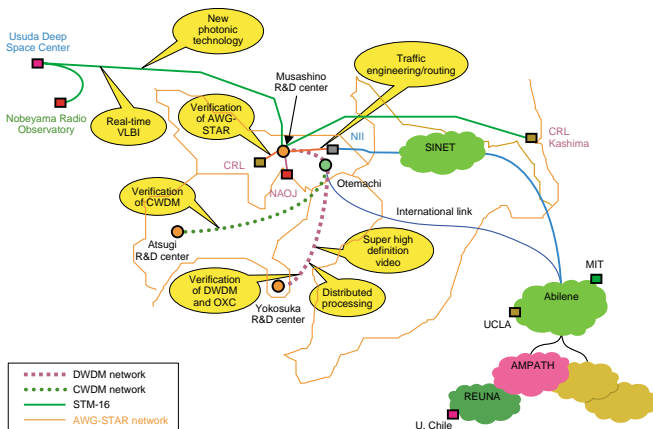 New
photonic
technology
Usuda Deep
Space Center
Musashino
R&D center
Traffic
engineering/routing
Nobeyama Radio
Observatory
Real-time
VLBI
Verification
of AWG-
STAR
NII
CRL
Kashima
SINET
CRL
NAOJ
Otemachi
Verification
of CWDM
International link
Atsugi
R&D center
Super high
definition
video
Verification
of DWDM
and OXC
Distributed
processing
Yokosuka
R&D center
MIT
Abilene
UCLA
AMPATH
REUNA
U. Chile
DWDM network
CWDM network
STM-16
AWG-STAR network